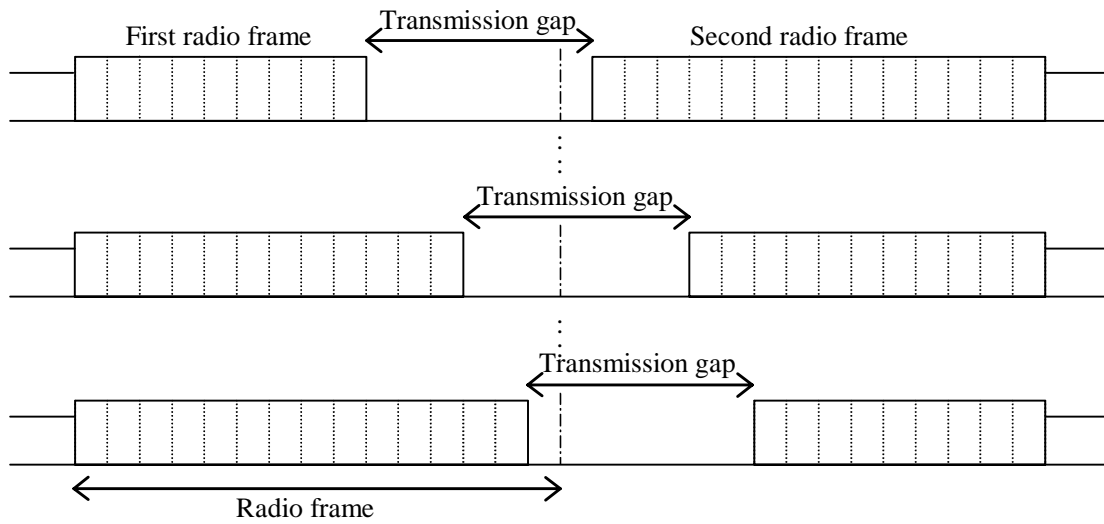 Transmission gap
First radio frame
Second radio frame
Transmission gap
Transmission gap
Radio frame